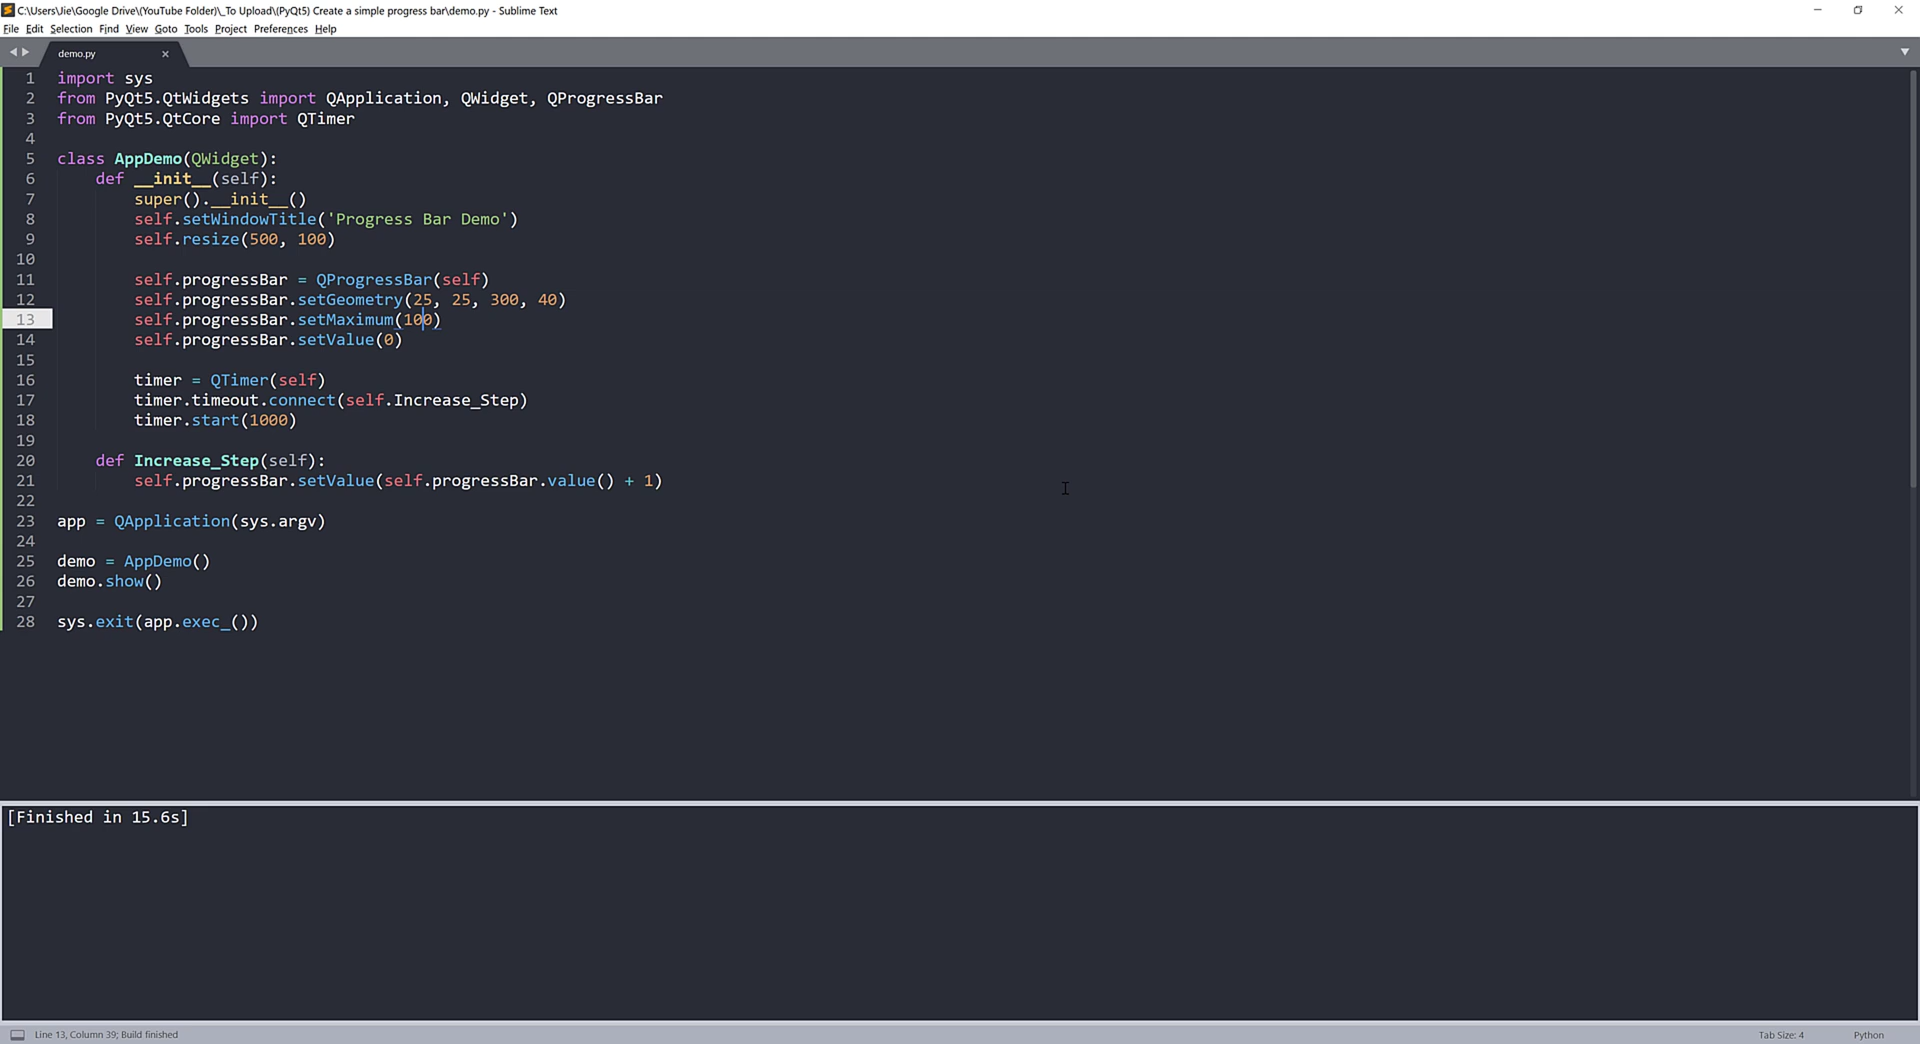 C:\Users\Jie\Google Drive\(YouTube Folder)\_To Upload\(PyQt5) Create a simple progress bar\demo.py - Sublime Text
File Edit Selection Find View Goto Tools Project Preferences Help
demo.py
1 import sys
2 from PyQt5.QtWidgets import QApplication, QWidget, QProgressBar
3 from PyQt5.QtCore import QTimer
4
5 class AppDemo(QWidget):
6     def __init__(self):
7         super().__init__()
8         self.setWindowTitle('Progress Bar Demo')
9         self.resize(500, 100)
10
11         self.progressBar = QProgressBar(self)
12         self.progressBar.setGeometry(25, 25, 300, 40)
13         self.progressBar.setMaximum(100)
14         self.progressBar.setValue(0)
15
16         timer = QTimer(self)
17         timer.timeout.connect(self.Increase_Step)
18         timer.start(1000)
19
20     def Increase_Step(self):
21         self.progressBar.setValue(self.progressBar.value() + 1)
22
23 app = QApplication(sys.argv)
24
25 demo = AppDemo()
26 demo.show()
27
28 sys.exit(app.exec_())
[Finished in 15.6s]
Line 13, Column 39; Build finished Tab Size: 4 Python